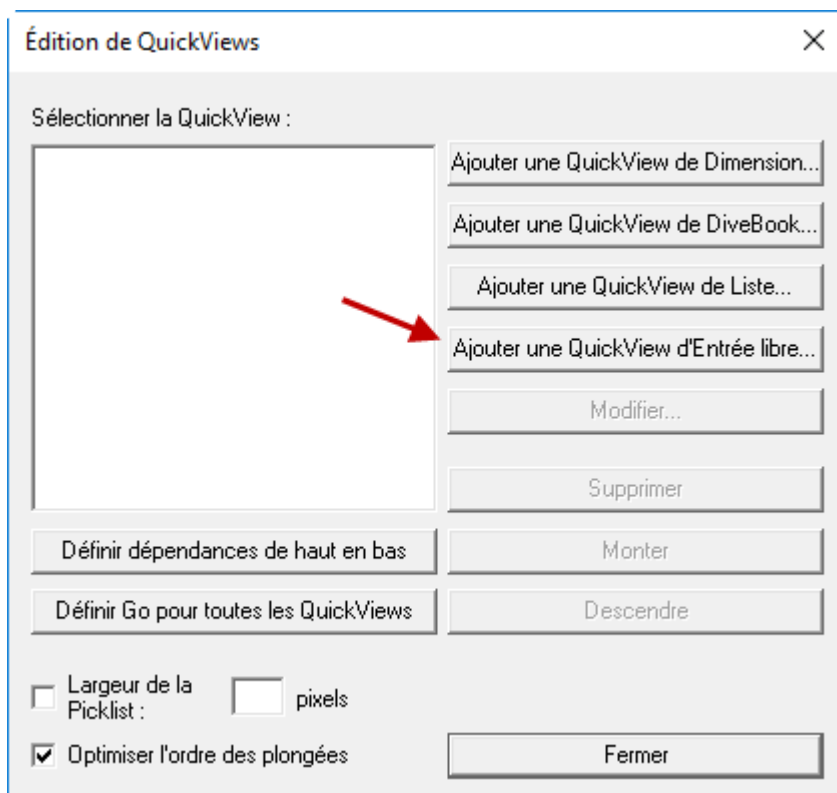 Édition de QuickViews
Sélectionner la QuickView :
Ajouter une QuickView de Dimension...
Ajouter une QuickView de DiveBook...
Ajouter une QuickView de Liste...
Ajouter une QuickView d'Entrée libre...
Modifier...
Supprimer
Définir dépendances de haut en bas
Monter
Définir Go pour toutes les QuickViews
Descendre
Largeur de la
Picklist :
pixels
Optimiser l'ordre des plongées
Fermer